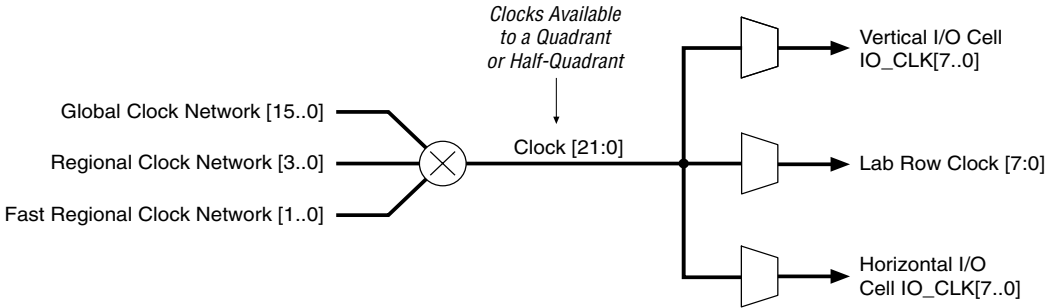 Clocks Available
to a Quadrant
or Half-Quadrant
Vertical I/O Cell
IO_CLK[7..0]
Global Clock Network [15..0]
Clock [21:0]
Regional Clock Network [3..0]
Lab Row Clock [7:0]
Fast Regional Clock Network [1..0]
Horizontal I/O
Cell IO_CLK[7..0]